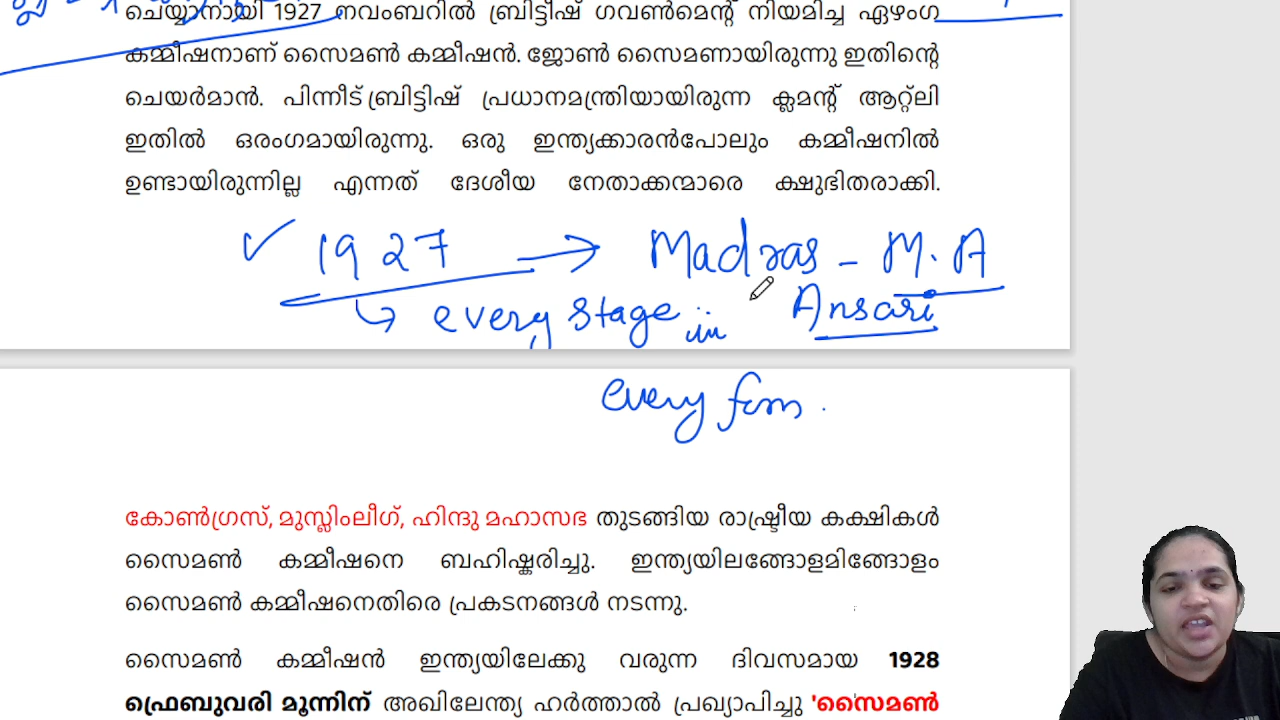 ചെയ്യാനായി 1927 നവംബറിൽ ബ്രിട്ടീഷ് ഗവൺമെന്റ് നിയമിച്ച ഏഴംഗ
കമ്മീഷനാണ് സൈമൺ കമ്മീഷൻ. ജോൺ സൈമണായിരുന്നു ഇതിന്റെ
ചെയർമാൻ. പിന്നീട് ബ്രിട്ടിഷ് പ്രധാനമന്ത്രിയായിരുന്ന ക്ലമന്റ് ആറ്റ്ലി
ഇതിൽ ഒരംഗമായിരുന്നു. ഒരു ഇന്ത്യക്കാരൻപോലും കമ്മീഷനിൽ
ഉണ്ടായിരുന്നില്ല എന്നത് ദേശീയ നേതാക്കന്മാരെ ക്ഷുഭിതരാക്കി.
1927 → Madras - M. A
every stage in Ansari
every form.
കോൺഗ്രസ്, മുസ്ലിംലീഗ്, ഹിന്ദു മഹാസഭ തുടങ്ങിയ രാഷ്ട്രീയ കക്ഷികൾ
സൈമൺ കമ്മീഷനെ ബഹിഷ്കരിച്ചു. ഇന്ത്യയിലങ്ങോളമിങ്ങോളം
സൈമൺ കമ്മീഷനെതിരെ പ്രകടനങ്ങൾ നടന്നു.
സൈമൺ കമ്മീഷൻ ഇന്ത്യയിലേക്കു വരുന്ന ദിവസമായ 1928
ഫ്രെബുവരി മൂന്നിന് അഖിലേന്ത്യ ഹർത്താൽ പ്രഖ്യാപിച്ചു 'സൈമൺ